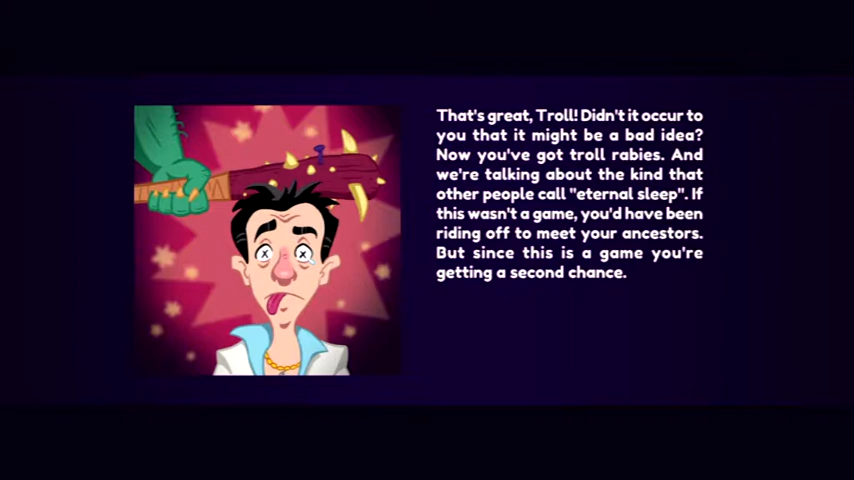 That's great, Troll! Didn't it occur to
you that it might be a bad idea?
Now you've got troll rabies. And
we're talking about the kind that
other people call "eternal sleep". If
this wasn't a game, you'd have been
riding off to meet your ancestors.
But since this is a game you're
getting a second chance.